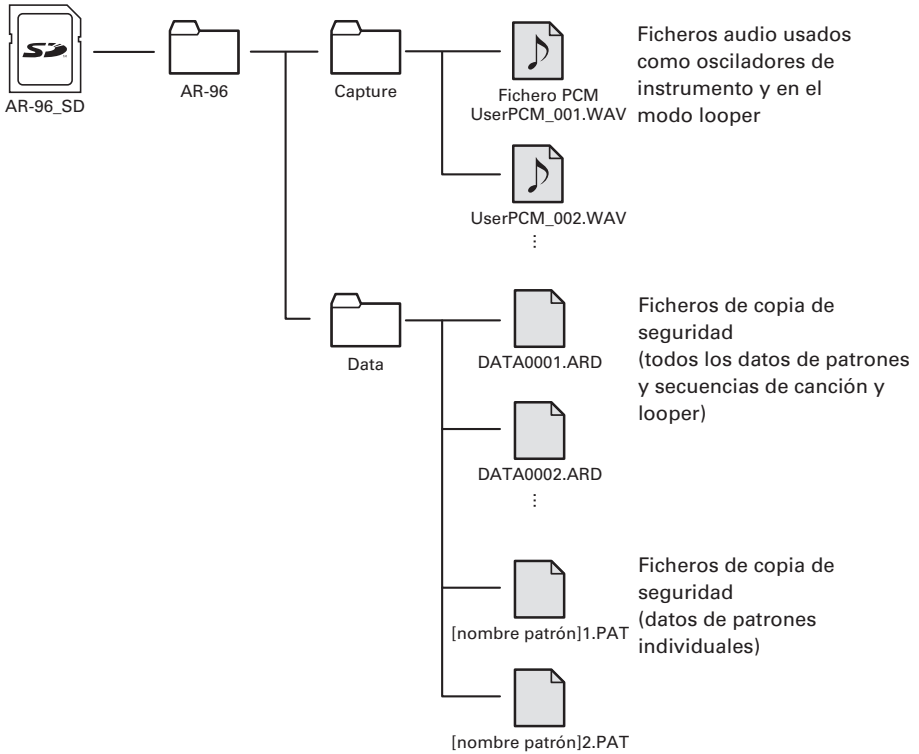 SD
AR-96_SD
AR-96
Capture
Fichero PCM
UserPCM_001.WAV
Ficheros audio usados
como osciladores de
instrumento y en el
modo looper
UserPCM_002.WAV
...
Data
DATA0001.ARD
Ficheros de copia de
seguridad
(todos los datos de patrones
y secuencias de canción y
looper)
DATA0002.ARD
...
[nombre patrón]1.PAT
Ficheros de copia de
seguridad
(datos de patrones
individuales)
[nombre patrón]2.PAT